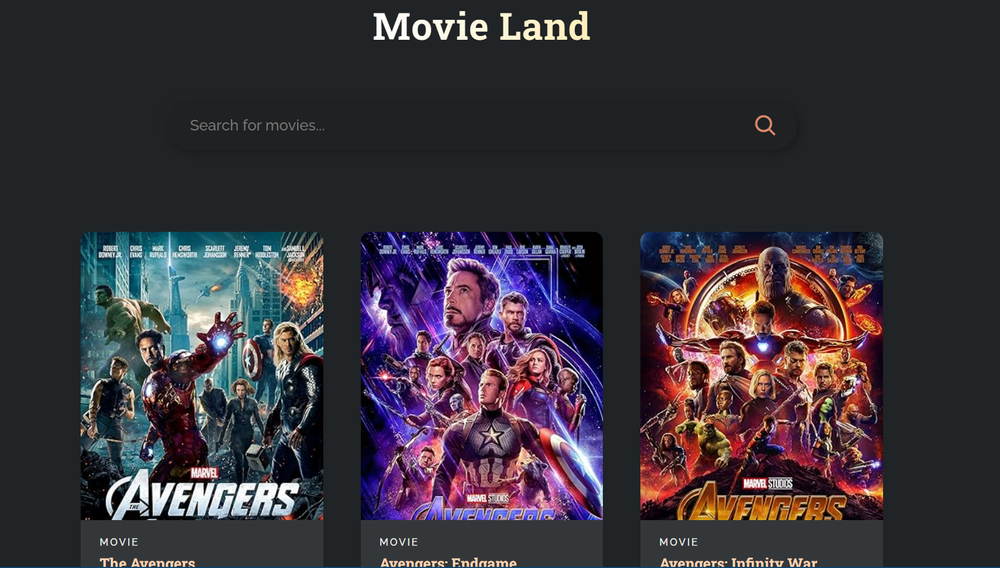 Movie Land
Search for movies...
ROBERT DOWNEY JR. CHRIS EVANS MARK RUFFALO CHRIS HEMSWORTH SCARLETT JOHANSSON JEREMY RENNER TOM HIDDLESTON AND SAMUEL L. JACKSON
MARVEL
THE AVENGERS
MARVEL STUDIOS
AVENGERS
MARVEL STUDIOS
AVENGERS
MOVIE
The Avengers
MOVIE
Avengers: Endgame
MOVIE
Avengers: Infinity War